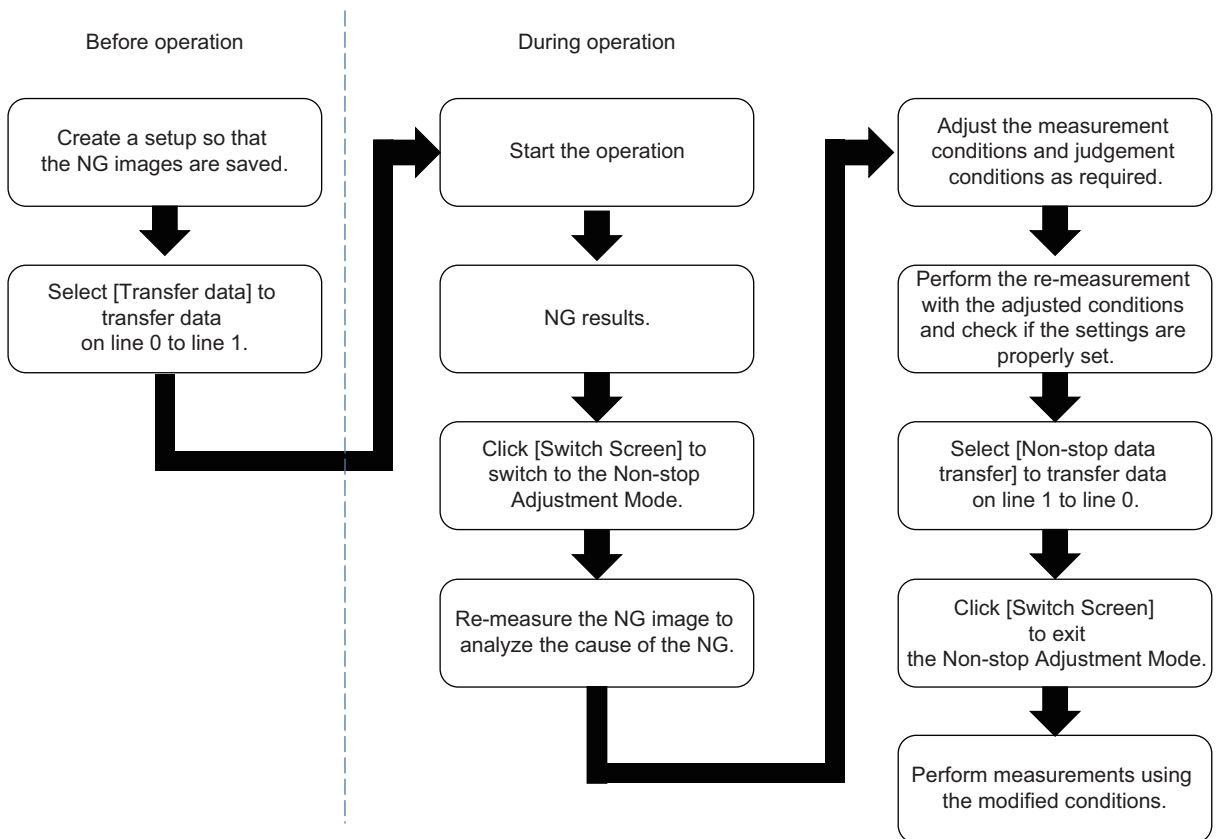 Before operation
Create a setup so that
the NG images are saved.
Select [Transfer data] to
transfer data
on line 0 to line 1.
During operation
Start the operation
NG results.
Click [Switch Screen] to
switch to the Non-stop
Adjustment Mode.
Re-measure the NG image to
analyze the cause of the NG.
Adjust the measurement
conditions and judgement
conditions as required.
Perform the re-measurement
with the adjusted conditions
and check if the settings are
properly set.
Select [Non-stop data
transfer] to transfer data
on line 1 to line 0.
Click [Switch Screen]
to exit
the Non-stop Adjustment Mode.
Perform measurements using
the modified conditions.